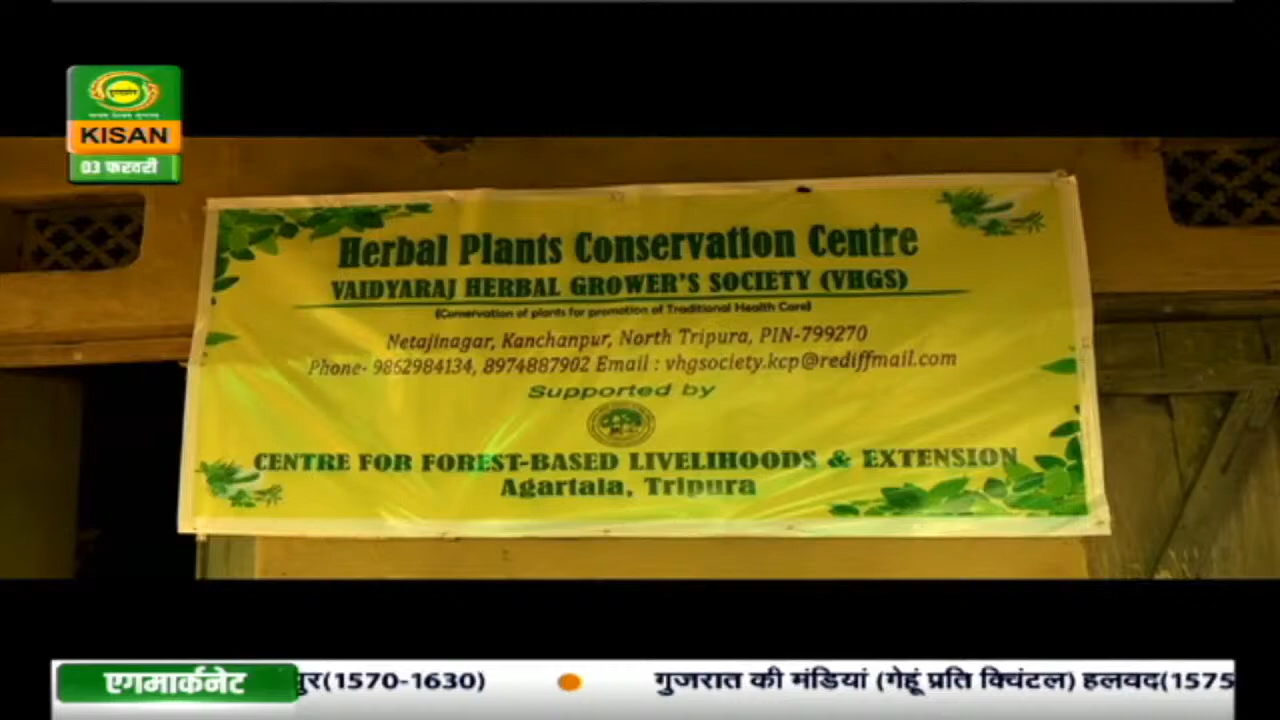 KISAN
03 फरवरी
Herbal Plants Conservation Centre
VAIDYARAJ HERBAL GROWER'S SOCIETY (VHGS)
(Conservation of plants for promotion of Traditional Health Care)
Netajinagar, Kanchanpur, North Tripura, PIN-799270
Phone- 9862984134, 8974887902 Email : vhgsociety.kcp@rediffmail.com
Supported by
CENTRE FOR FOREST-BASED LIVELIHOODS & EXTENSION
Agartala, Tripura
एगमार्कनेट पुर(1570-1630) गुजरात की मंडियां (गेहूं प्रति क्विंटल) हलवद(1575